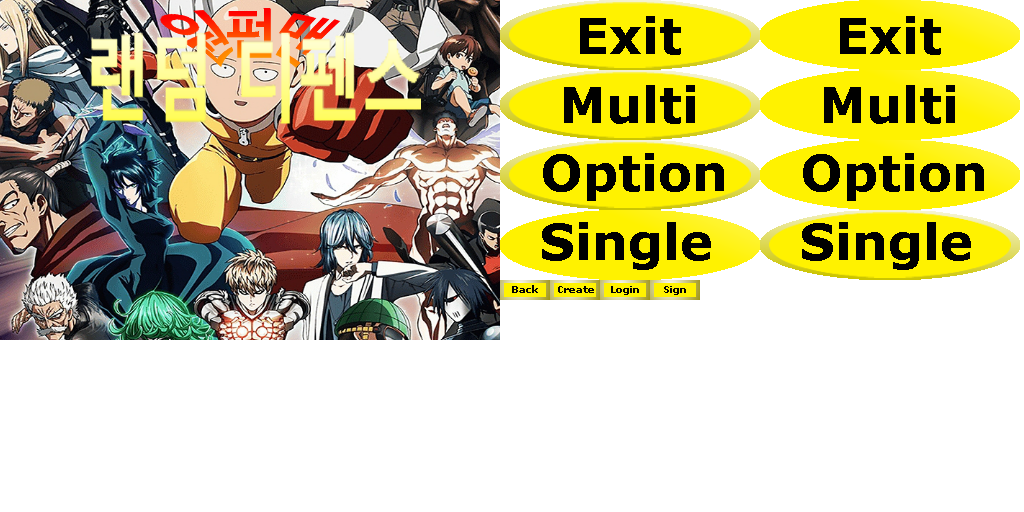 원펀맨
랜덤 디펜스
Exit Exit
Multi Multi
Option Option
Single Single
Back Create Login Sign